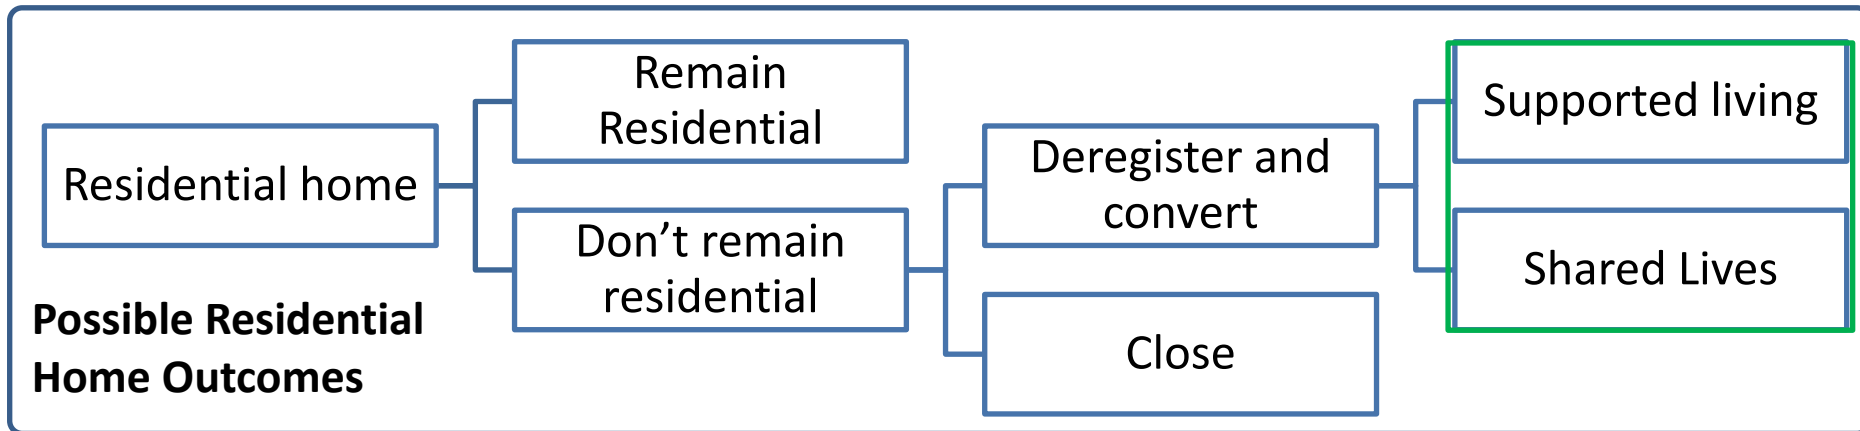 Residential home
Remain
Residential
Don’t remain
residential
Deregister and
convert
Close
Supported living
Shared Lives
Possible Residential
Home Outcomes